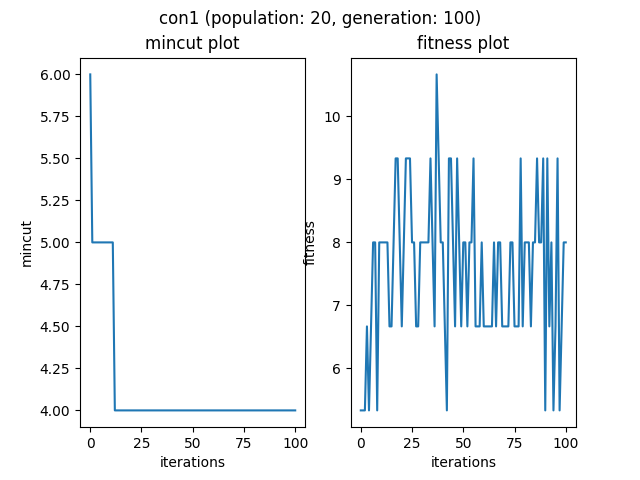 con1 (population: 20, generation: 100)
mincut plot
6.00
5.75
5.50
5.25
5.00
4.75
4.50
4.25
4.00
mincut
0 25 50 75 100
iterations
fitness plot
10
9
8
7
6
fitness
0 25 50 75 100
iterations